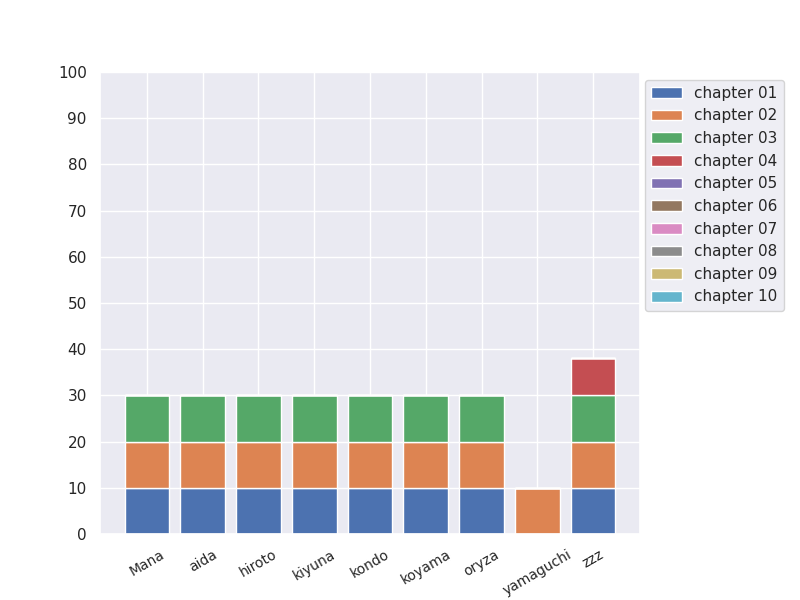 100
90
80
70
60
50
40
30
20
10
0
Mana
aida
hiroto
kiyuna
kondo
koyama
oryza
yamaguchi
zzz
chapter 01
chapter 02
chapter 03
chapter 04
chapter 05
chapter 06
chapter 07
chapter 08
chapter 09
chapter 10